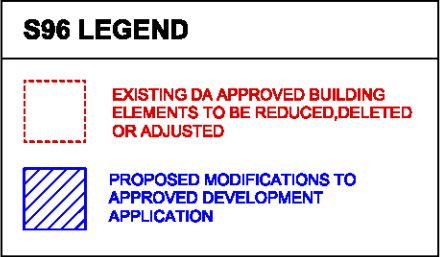 S96 LEGEND
EXISTING DA APPROVED BUILDING
ELEMENTS TO BE REDUCED,DELETED
OR ADJUSTED
PROPOSED MODIFICATIONS TO
APPROVED DEVELOPMENT
APPLICATION